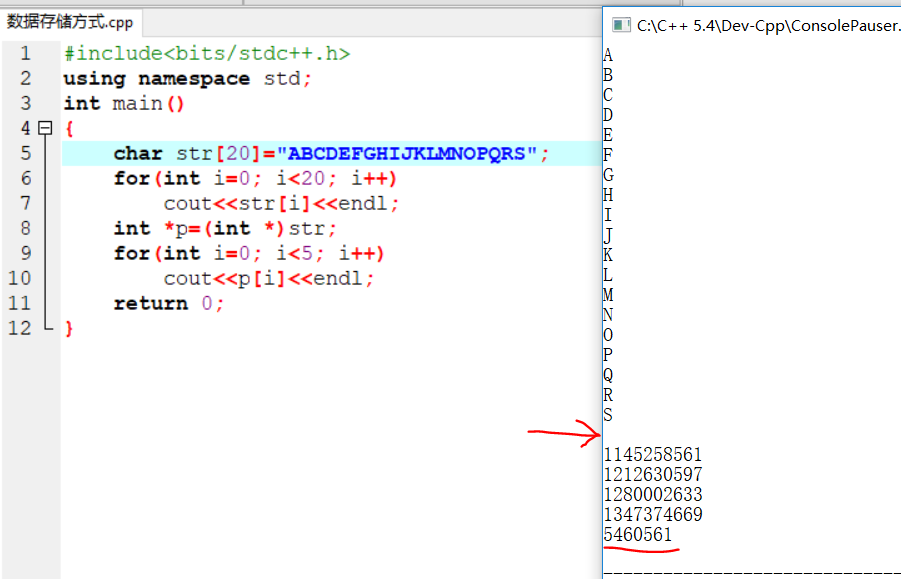 数据存储方式.cpp
1 #include<bits/stdc++.h>
2 using namespace std;
3 int main()
4 {
5 char str[20]="ABCDEFGHIJKLMNOPQRS";
6 for(int i=0; i<20; i++)
7 cout<<str[i]<<endl;
8 int *p=(int *)str;
9 for(int i=0; i<5; i++)
10 cout<<p[i]<<endl;
11 return 0;
12 }
C:\C++ 5.4\Dev-Cpp\ConsolePauser.
A
B
C
D
E
F
G
H
I
J
K
L
M
N
O
P
Q
R
S
1145258561
1212630597
1280002633
1347374669
5460561